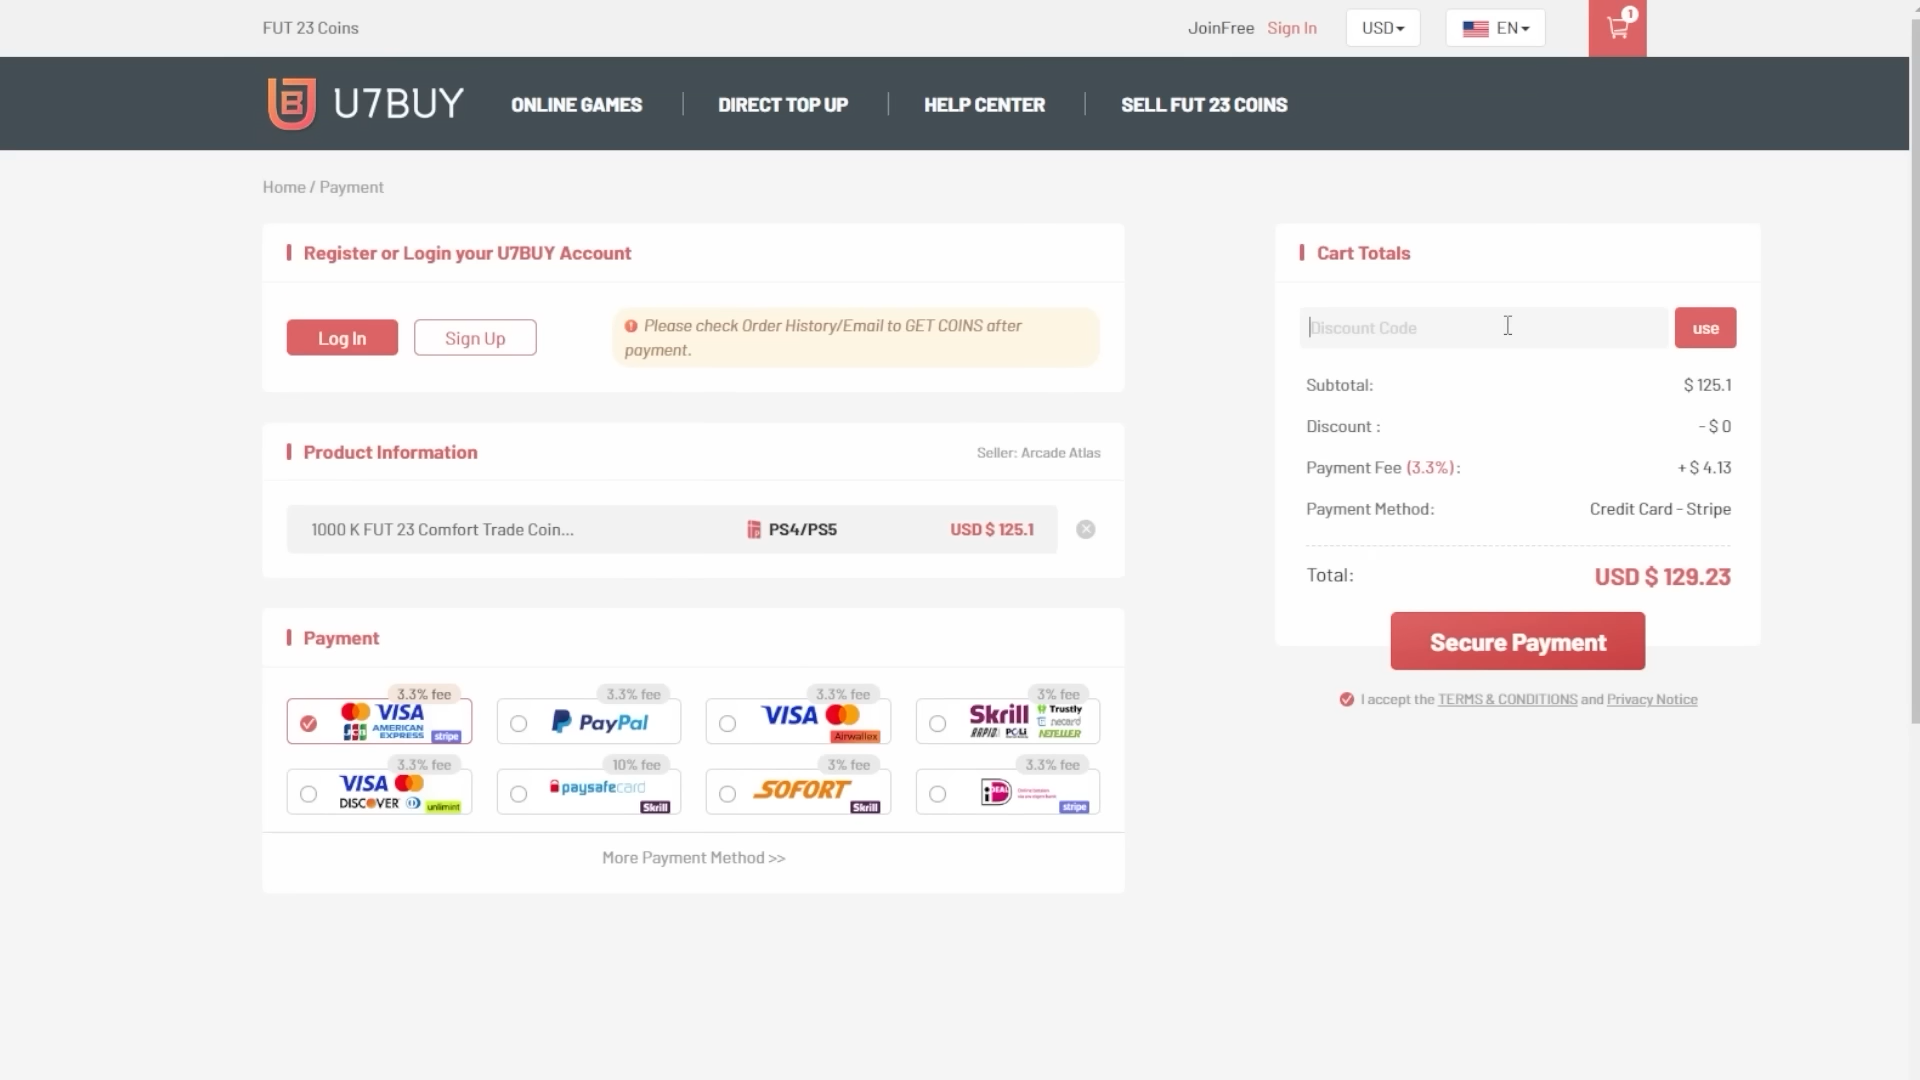 FUT 23 Coins
JoinFree Sign In USD EN 1
U7BUY ONLINE GAMES DIRECT TOP UP HELP CENTER SELL FUT 23 COINS
Home / Payment
Register or Login your U7BUY Account
Log In Sign Up
Please check Order History/Email to GET COINS after
payment.
Product Information Seller: Arcade Atlas
1000 K FUT 23 Comfort Trade Coin... PS4/PS5 USD $ 125.1
Payment
3.3% fee 3.3% fee 3.3% fee 3% fee
VISA
AMERICAN
EXPRESS stripe
PayPal
VISA
Airwallex
Skrill Trustly
RAPID POLi NETELLER
3.3% fee 10% fee 3% fee 3.3% fee
VISA
DISCOVER unlimint
paysafecard
Skrill
SOFORT
Skrill
iDEAL
stripe
More Payment Method >>
Cart Totals
Discount Code use
Subtotal: $ 125.1
Discount : - $ 0
Payment Fee (3.3%) : + $ 4.13
Payment Method: Credit Card - Stripe
Total: USD $ 129.23
Secure Payment
I accept the TERMS & CONDITIONS and Privacy Notice